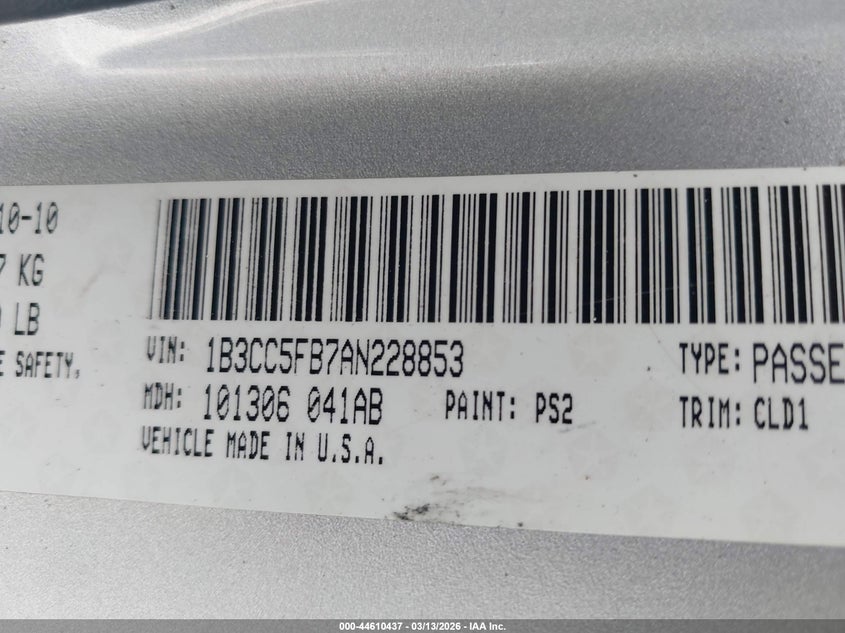 10-10
7 KG
LB
E SAFETY,
VIN: 1B3CC5FB7AN228853
MDH: 101306 041AB
PAINT: PS2
VEHICLE MADE IN U.S.A.
TYPE: PASSE
TRIM: CLD1
000-44610437 - 03/13/2026 - IAA Inc.